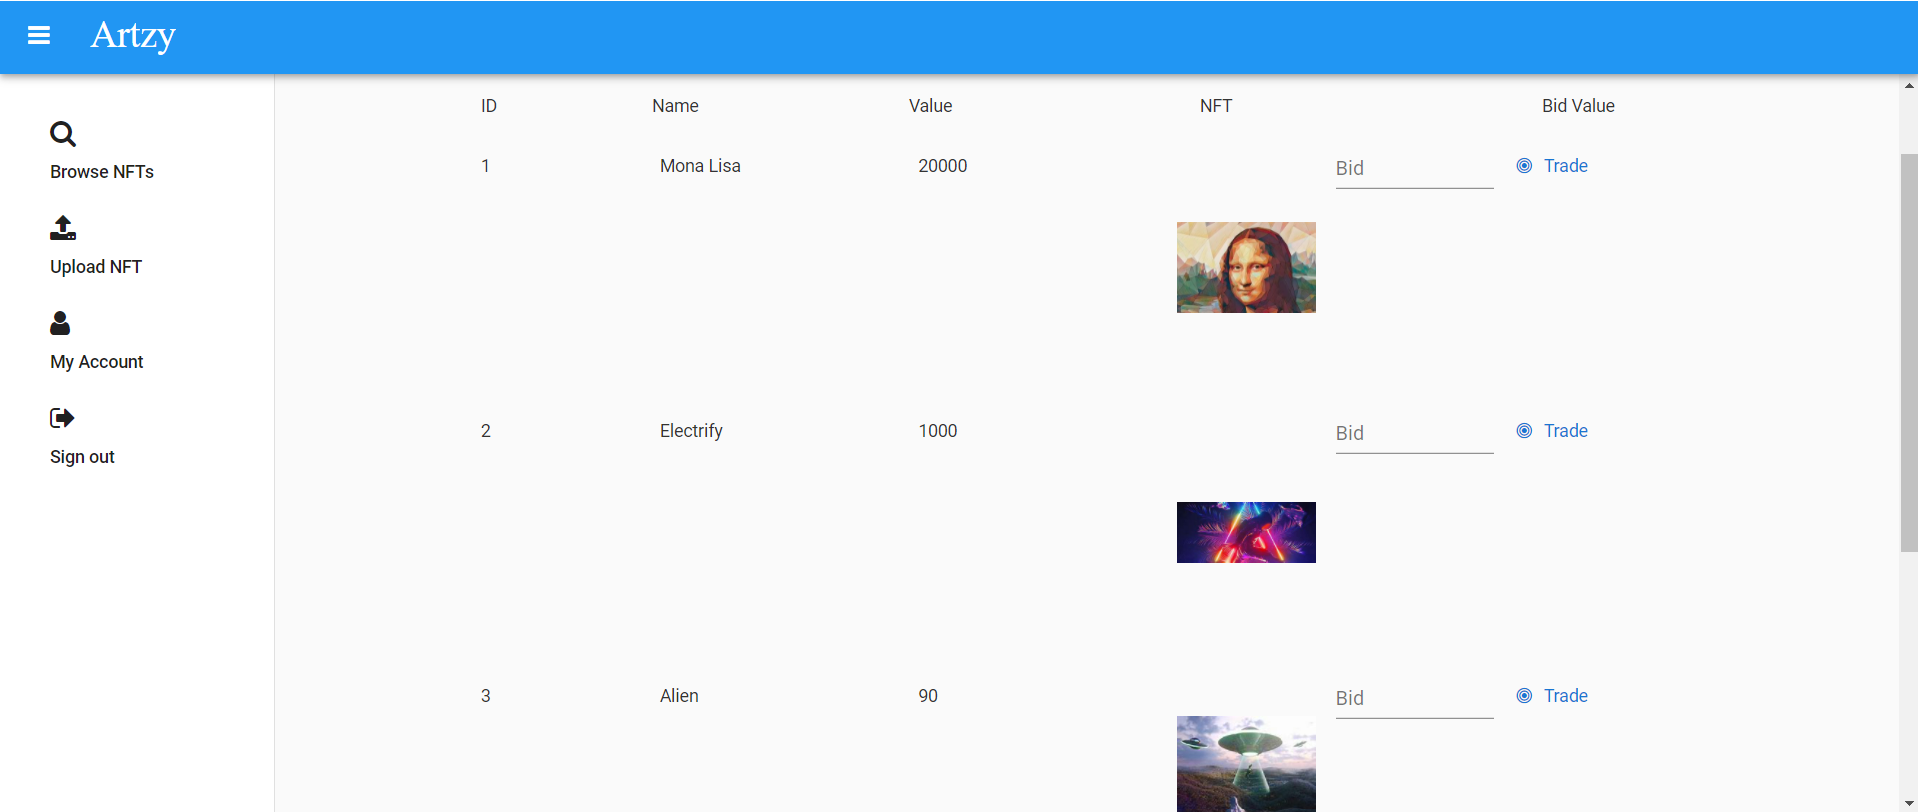 Artzy
Browse NFTs
Upload NFT
My Account
Sign out
ID Name Value NFT Bid Value
1 Mona Lisa 20000 Bid Trade
2 Electrify 1000 Bid Trade
3 Alien 90 Bid Trade